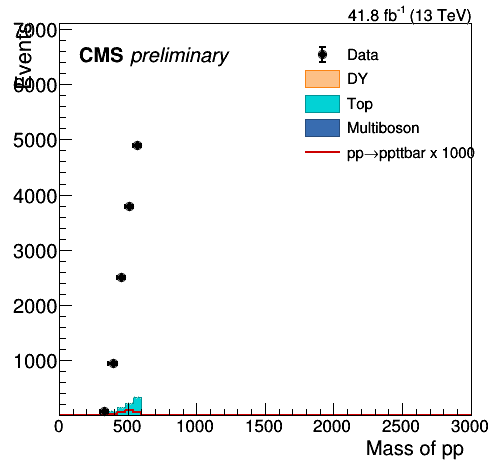 41.8 fb⁻¹ (13 TeV)
7000
Events
CMS preliminary
Data
DY
Top
Multiboson
pp→ppttbar x 1000
6000
5000
4000
3000
2000
1000
0 500 1000 1500 2000 2500 3000
Mass of pp